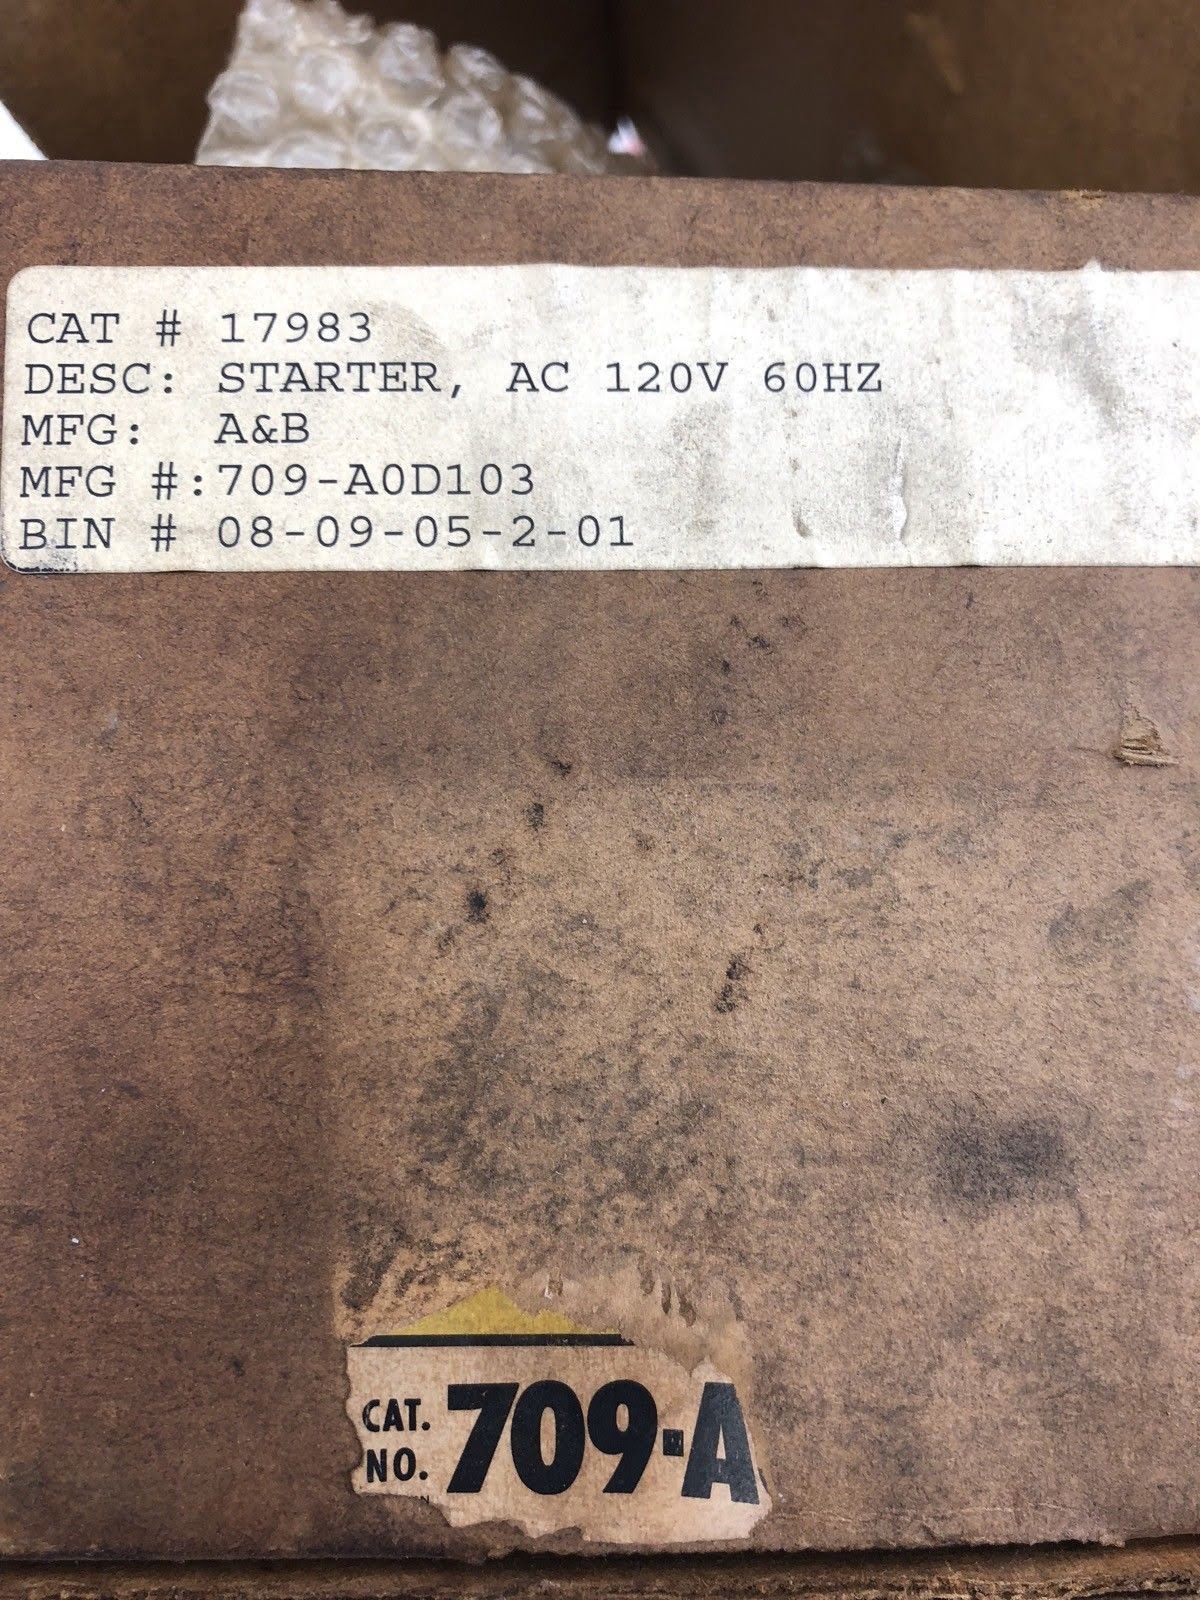 CAT # 17983
DESC: STARTER, AC 120V 60HZ
MFG: A&B
MFG #:709-A0D103
BIN # 08-09-05-2-01
CAT.
NO. 709-A